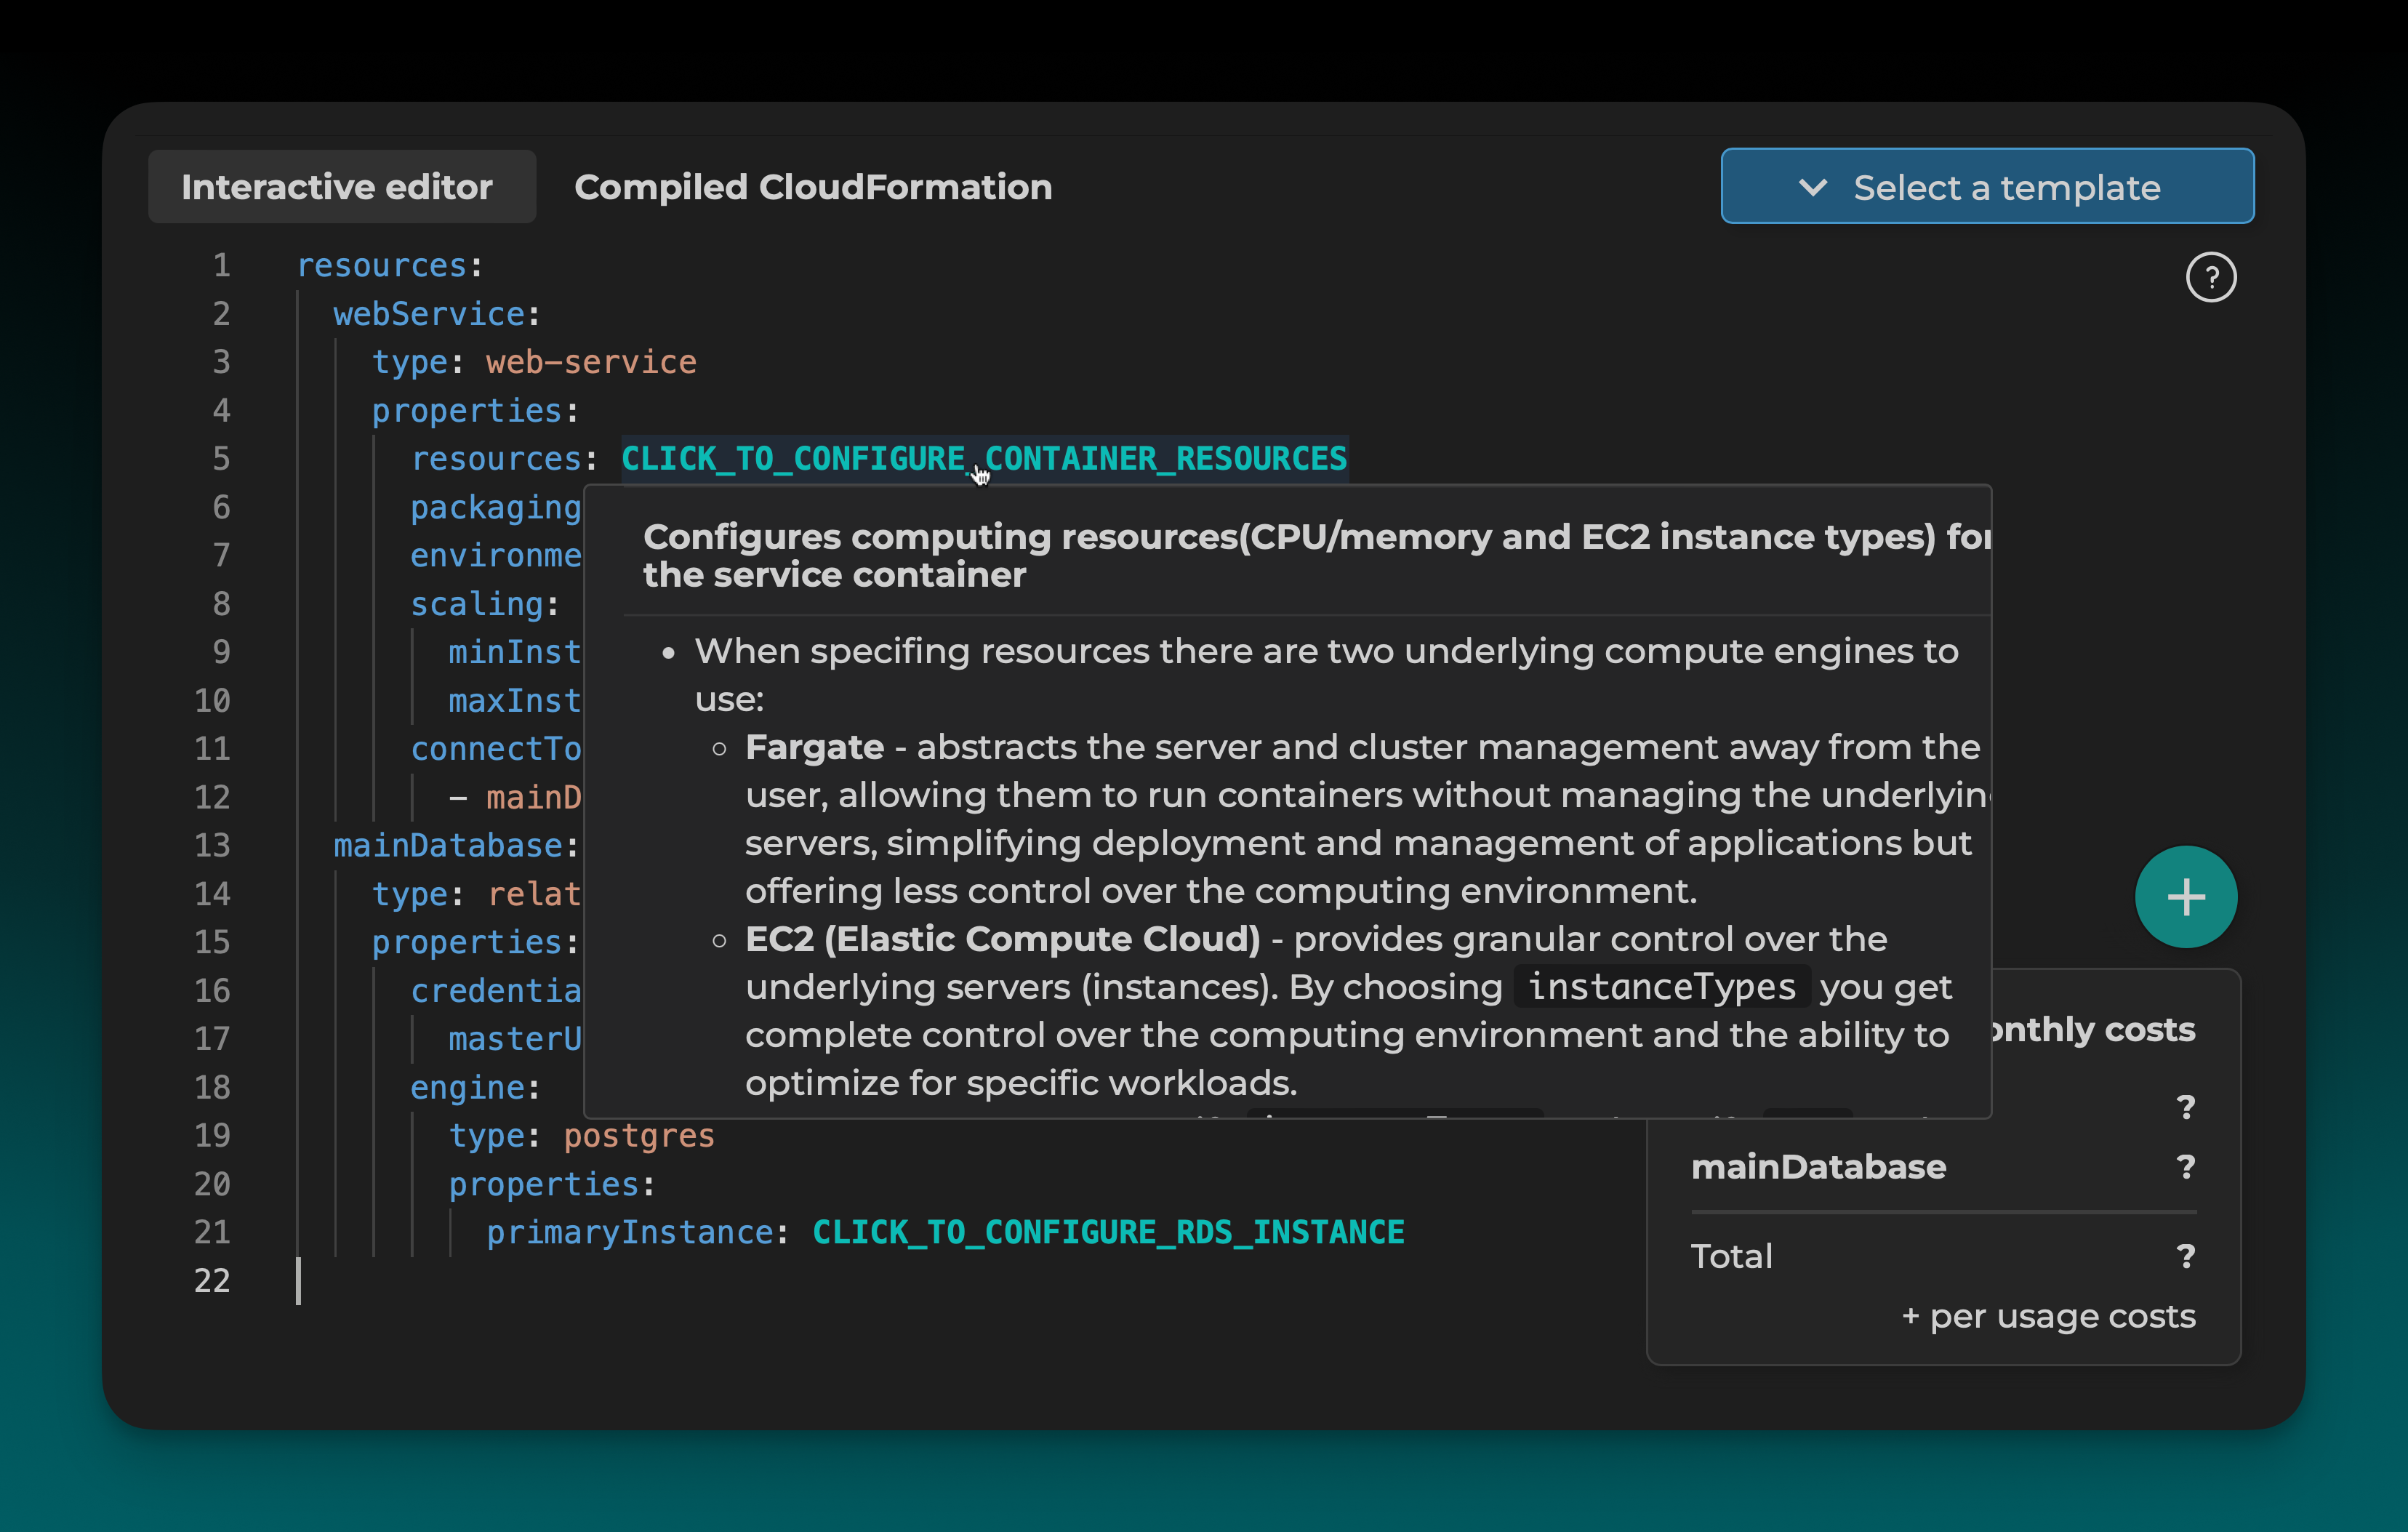 Interactive editor
Compiled CloudFormation
Select a template
?
1 resources:
2 webService:
3 type: web-service
4 properties:
5 resources: CLICK_TO_CONFIGURE_CONTAINER_RESOURCES
6 packaging
7 environme
8 scaling:
9 minInst
10 maxInst
11 connectTo
12 - mainD
13 mainDatabase:
14 type: relat
15 properties:
16 credentia
17 masterU
18 engine:
19 type: postgres
20 properties:
21 primaryInstance: CLICK_TO_CONFIGURE_RDS_INSTANCE
22
Configures computing resources(CPU/memory and EC2 instance types) for
the service container
• When specifing resources there are two underlying compute engines to
use:
○ Fargate - abstracts the server and cluster management away from the
user, allowing them to run containers without managing the underlyin
servers, simplifying deployment and management of applications but
offering less control over the computing environment.
○ EC2 (Elastic Compute Cloud) - provides granular control over the
underlying servers (instances). By choosing instanceTypes you get
complete control over the computing environment and the ability to
optimize for specific workloads.
+
onthly costs
?
mainDatabase ?
Total ?
+ per usage costs